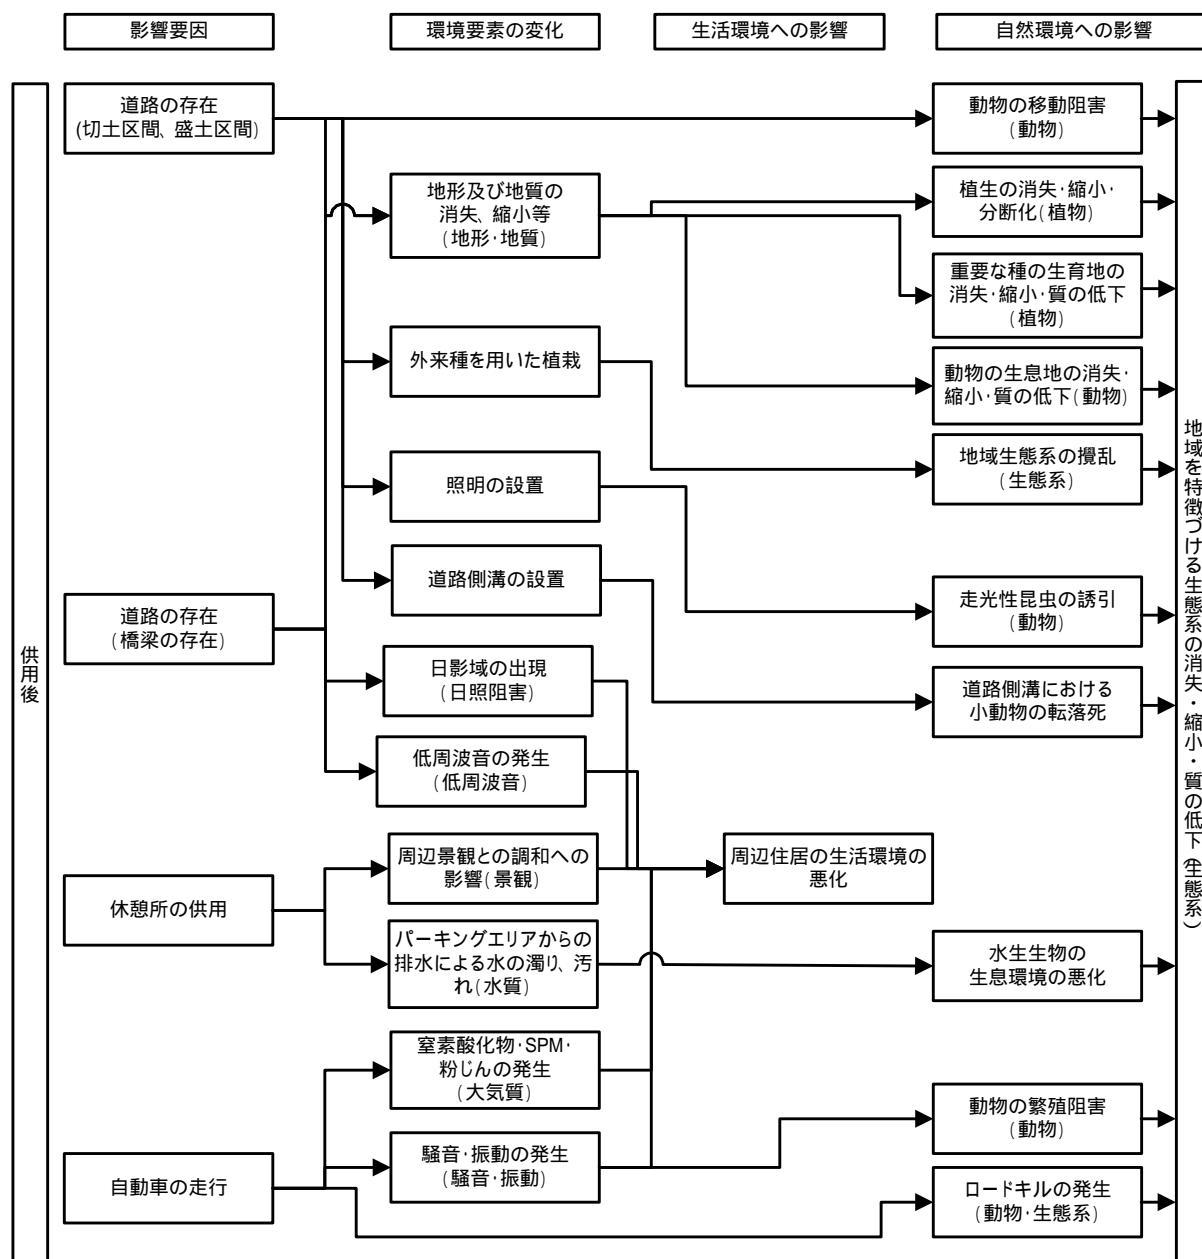 影響要因
環境要素の変化
生活環境への影響
自然環境への影響
供用後
道路の存在
(切土区間、盛土区間)
動物の移動阻害
(動物)
地形及び地質の
消失、縮小等
(地形・地質)
植生の消失・縮小・
分断化(植物)
重要な種の生育地の
消失・縮小・質の低下
(植物)
外来種を用いた植栽
動物の生息地の消失・
縮小・質の低下(動物)
地域生態系の攪乱
(生態系)
照明の設置
道路側溝の設置
走光性昆虫の誘引
(動物)
道路の存在
(橋梁の存在)
日影域の出現
(日照阻害)
道路側溝における
小動物の転落死
低周波音の発生
(低周波音)
周辺景観との調和への
影響(景観)
周辺住居の生活環境の
悪化
休憩所の供用
パーキングエリアからの
排水による水の濁り、汚
れ(水質)
水生生物の
生息環境の悪化
窒素酸化物・SPM・
粉じんの発生
(大気質)
動物の繁殖阻害
(動物)
騒音・振動の発生
(騒音・振動)
自動車の走行
ロードキルの発生
(動物・生態系)
地域を特徴づける生態系の消失・縮小・質の低下(生態系)